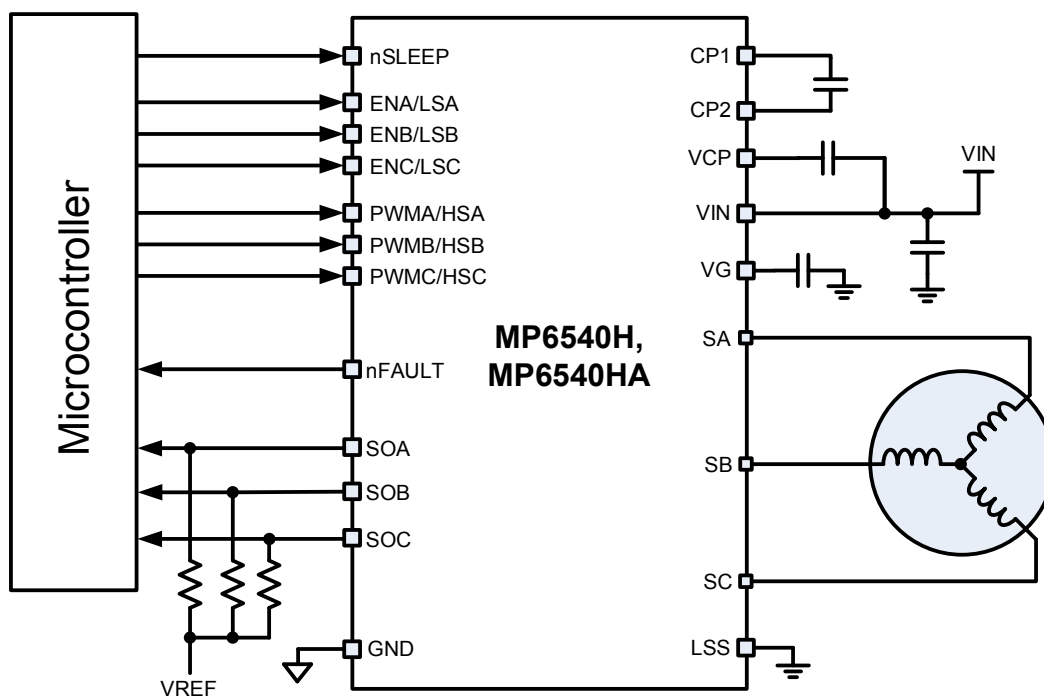 Microcontroller
nSLEEP
ENA/LSA
ENB/LSB
ENC/LSC
PWMA/HSA
PWMB/HSB
PWMC/HSC
nFAULT
SOA
SOB
SOC
GND
VREF
MP6540H,
MP6540HA
CP1
CP2
VCP
VIN
VG
SA
SB
SC
LSS
VIN